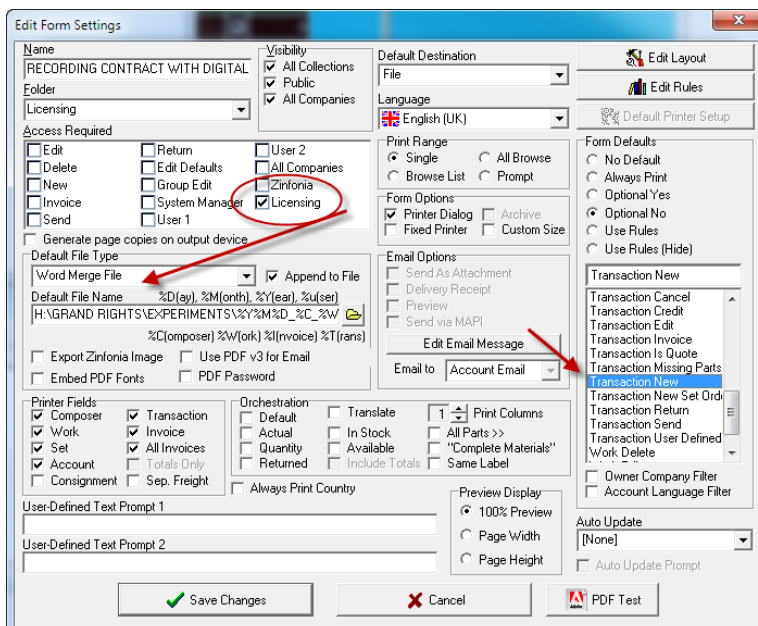 Edit Form Settings
Name
RECORDING CONTRACT WITH DIGITAL
Folder
Licensing
Visibility
All Collections
Public
All Companies
Access Required
Edit
Return
User 2
Delete
Edit Defaults
All Companies
New
Group Edit
Zinfonia
Invoice
System Manager
Licensing
Send
User 1
Generate page copies on output device
Default File Type
Word Merge File
Append to File
Default File Name %D(ay), %M(onth), %Y(ear), %u(ser)
H:\GRAND RIGHTS\EXPERIMENTS\%Y%M%D_%C_%W
%C(omposer) %W(ork) %I(nvoice) %T(rans)
Export Zinfonia Image
Use PDF v3 for Email
Embed PDF Fonts
PDF Password
Printer Fields
Composer
Transaction
Work
Invoice
Set
All Invoices
Account
Totals Only
Consignment
Sep. Freight
Orchestration
Default
Translate
1
Print Columns
Actual
In Stock
All Parts >>
Quantity
Available
"Complete Materials"
Returned
Include Totals
Same Label
Always Print Country
User-Defined Text Prompt 1
User-Defined Text Prompt 2
Preview Display
100% Preview
Page Width
Page Height
Default Destination
File
Language
English (UK)
Print Range
Single
All Browse
Browse List
Prompt
Form Options
Printer Dialog
Archive
Fixed Printer
Custom Size
Email Options
Send As Attachment
Delivery Receipt
Preview
Send via MAPI
Edit Email Message
Email to
Account Email
Edit Layout
Edit Rules
Default Printer Setup
Form Defaults
No Default
Always Print
Optional Yes
Optional No
Use Rules
Use Rules (Hide)
Transaction New
Transaction Cancel
Transaction Credit
Transaction Edit
Transaction Invoice
Transaction Is Quote
Transaction Missing Parts
Transaction New
Transaction New Set Orde
Transaction Return
Transaction Send
Transaction User Defined
Work Delete
Owner Company Filter
Account Language Filter
Auto Update
[None]
Auto Update Prompt
Save Changes
Cancel
PDF Test